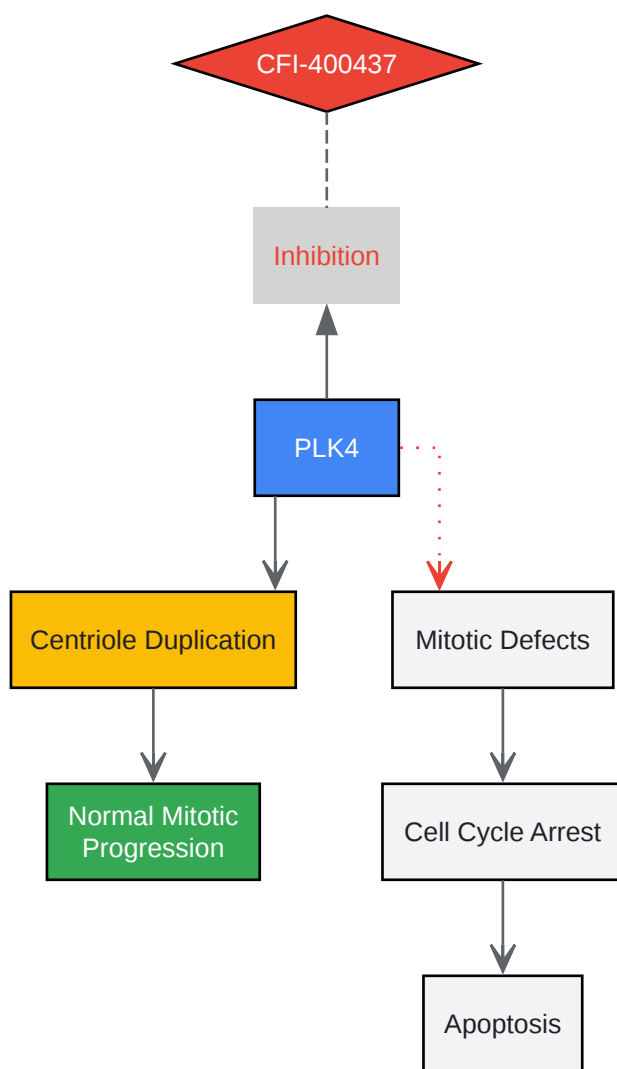 CFI-400437
Inhibition
PLK4
Centriole Duplication
Mitotic Defects
Normal Mitotic
Progression
Cell Cycle Arrest
Apoptosis